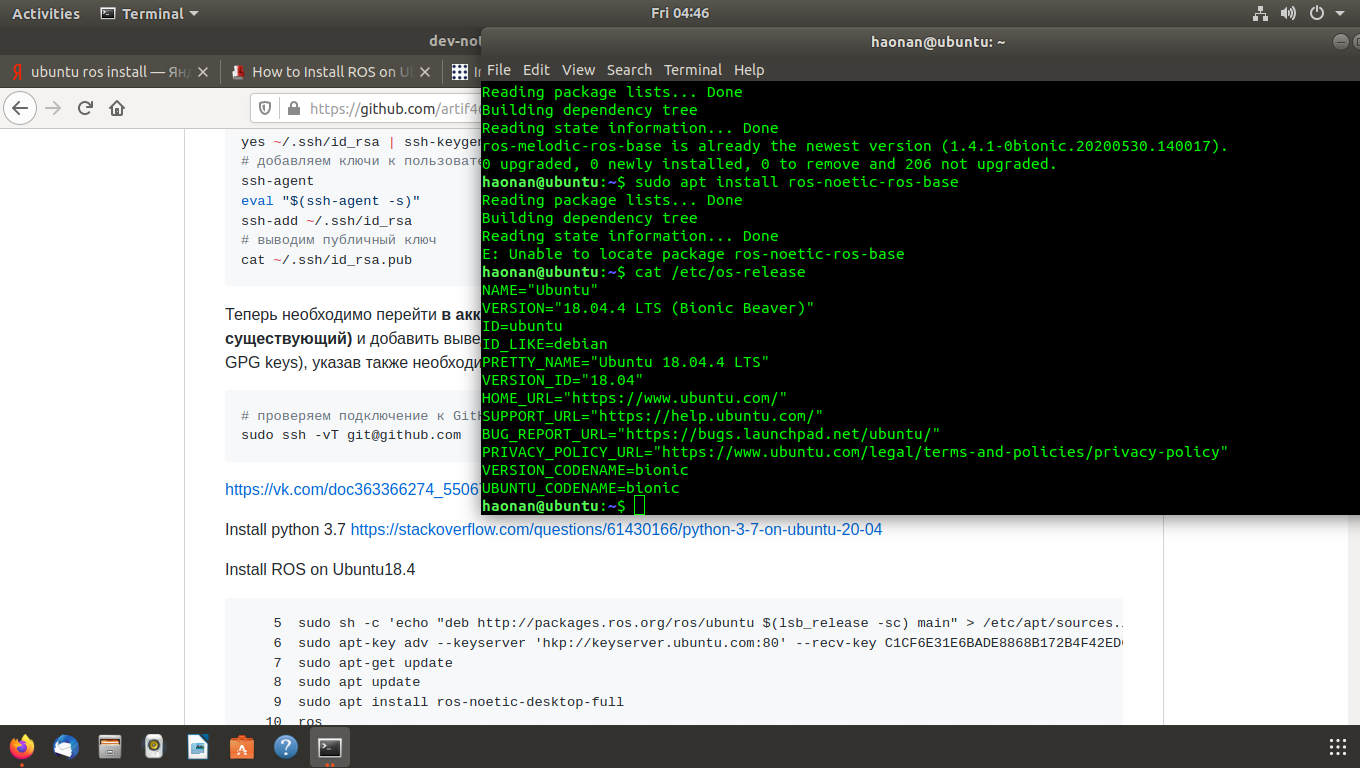 Activities Terminal Fri 04:46
dev-not
haonan@ubuntu: ~
ubuntu ros install — Янд
How to Install ROS on U
File Edit View Search Terminal Help
https://github.com/artif4
yes ~/.ssh/id_rsa | ssh-keygen
# добавляем ключи к пользовате
ssh-agent
eval "$(ssh-agent -s)"
ssh-add ~/.ssh/id_rsa
# выводим публичный ключ
cat ~/.ssh/id_rsa.pub
Теперь необходимо перейти в акк
существующий) и добавить выве
GPG keys), указав также необходи
# проверяем подключение к GitH
sudo ssh -vT git@github.com
https://vk.com/doc363366274_5506
Reading package lists... Done
Building dependency tree
Reading state information... Done
ros-melodic-ros-base is already the newest version (1.4.1-0bionic.20200530.140017).
0 upgraded, 0 newly installed, 0 to remove and 206 not upgraded.
haonan@ubuntu:~$ sudo apt install ros-noetic-ros-base
Reading package lists... Done
Building dependency tree
Reading state information... Done
E: Unable to locate package ros-noetic-ros-base
haonan@ubuntu:~$ cat /etc/os-release
NAME="Ubuntu"
VERSION="18.04.4 LTS (Bionic Beaver)"
ID=ubuntu
ID_LIKE=debian
PRETTY_NAME="Ubuntu 18.04.4 LTS"
VERSION_ID="18.04"
HOME_URL="https://www.ubuntu.com/"
SUPPORT_URL="https://help.ubuntu.com/"
BUG_REPORT_URL="https://bugs.launchpad.net/ubuntu/"
PRIVACY_POLICY_URL="https://www.ubuntu.com/legal/terms-and-policies/privacy-policy"
VERSION_CODENAME=bionic
UBUNTU_CODENAME=bionic
haonan@ubuntu:~$
Install python 3.7 https://stackoverflow.com/questions/61430166/python-3-7-on-ubuntu-20-04
Install ROS on Ubuntu18.4
5 sudo sh -c 'echo "deb http://packages.ros.org/ros/ubuntu $(lsb_release -sc) main" > /etc/apt/sources.
6 sudo apt-key adv --keyserver 'hkp://keyserver.ubuntu.com:80' --recv-key C1CF6E31E6BADE8868B172B4F42ED
7 sudo apt-get update
8 sudo apt update
9 sudo apt install ros-noetic-desktop-full
10 ros